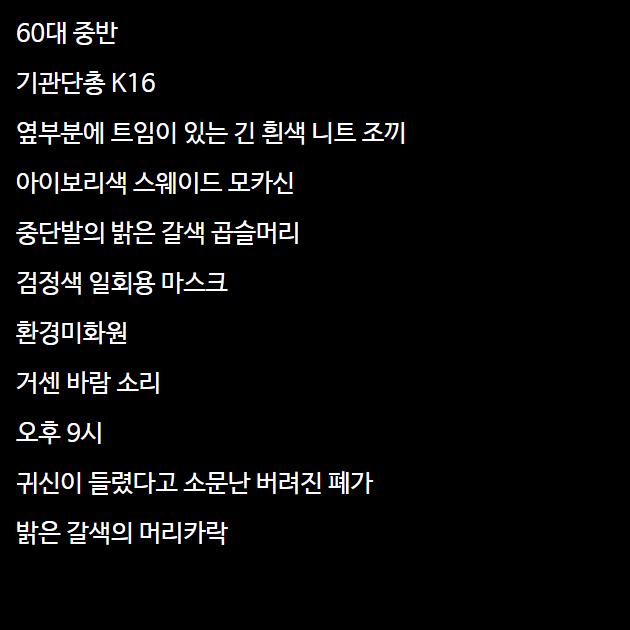 60대 중반
기관단총 K16
옆부분에 트임이 있는 긴 흰색 니트 조끼
아이보리색 스웨이드 모카신
중단발의 밝은 갈색 곱슬머리
검정색 일회용 마스크
환경미화원
거센 바람 소리
오후 9시
귀신이 들렸다고 소문난 버려진 폐가
밝은 갈색의 머리카락